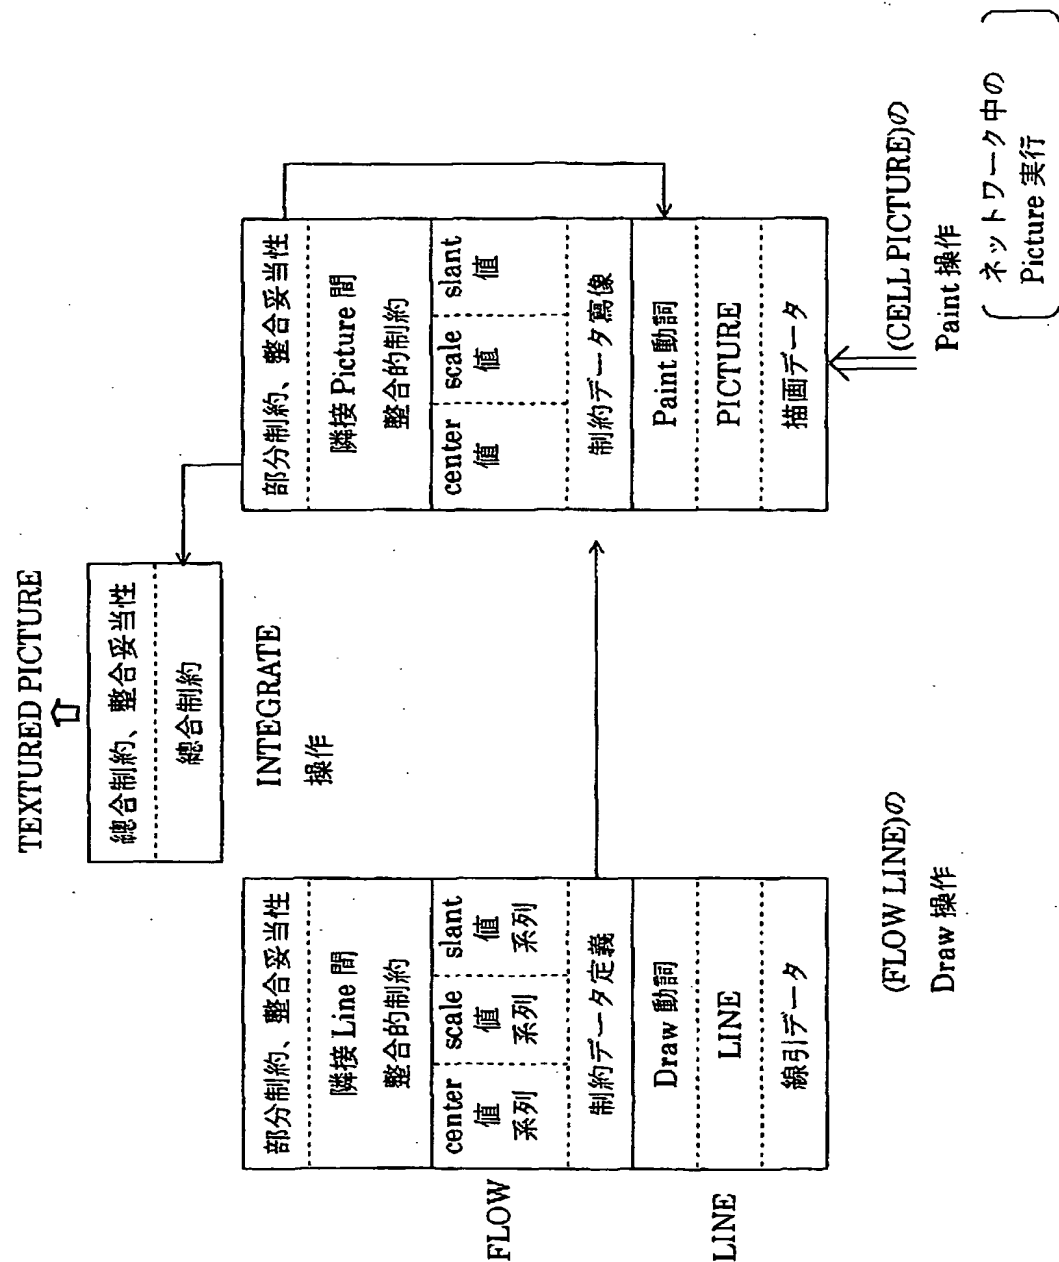 TEXTURED PICTURE
總合制約、整合妥当性
總合制約
INTEGRATE
操作
部分制約、整合妥当性
隣接 Line 間
整合的制約
center
値
系列
scale
値
系列
slant
値
系列
制約データ定義
Draw 動詞
LINE
線引データ
FLOW
LINE
(FLOW LINE)の
Draw 操作
部分制約、整合妥当性
隣接 Picture 間
整合的制約
center
値
scale
値
slant
値
制約データ寫像
Paint 動詞
PICTURE
描画データ
(CELL PICTURE)の
Paint 操作
ネットワーク中の
Picture 実行